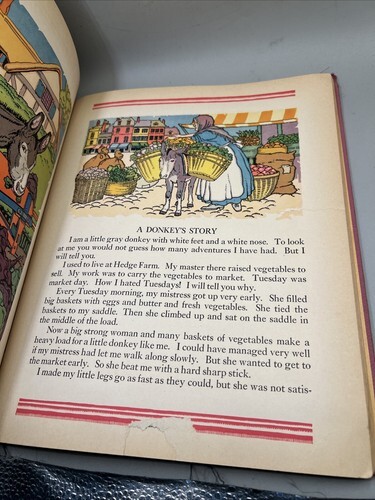 A DONKEY'S STORY
I am a little gray donkey with white feet and a white nose. To look
at me you would not guess how many adventures I have had. But I
will tell you.
I used to live at Hedge Farm. My master there raised vegetables to
sell. My work was to carry the vegetables to market. Tuesday was
market day. How I hated Tuesdays! I will tell you why.
Every Tuesday morning, my mistress got up very early. She filled
big baskets with eggs and butter and fresh vegetables. She tied the
baskets to my saddle. Then she climbed up and sat on the saddle in
the middle of the load.
Now a big strong woman and many baskets of vegetables make a
heavy load for a little donkey like me. I could have managed very well
if my mistress had let me walk along slowly. But she wanted to get to
the market early. So she beat me with a hard sharp stick.
I made my little legs go as fast as they could, but she was not satis-